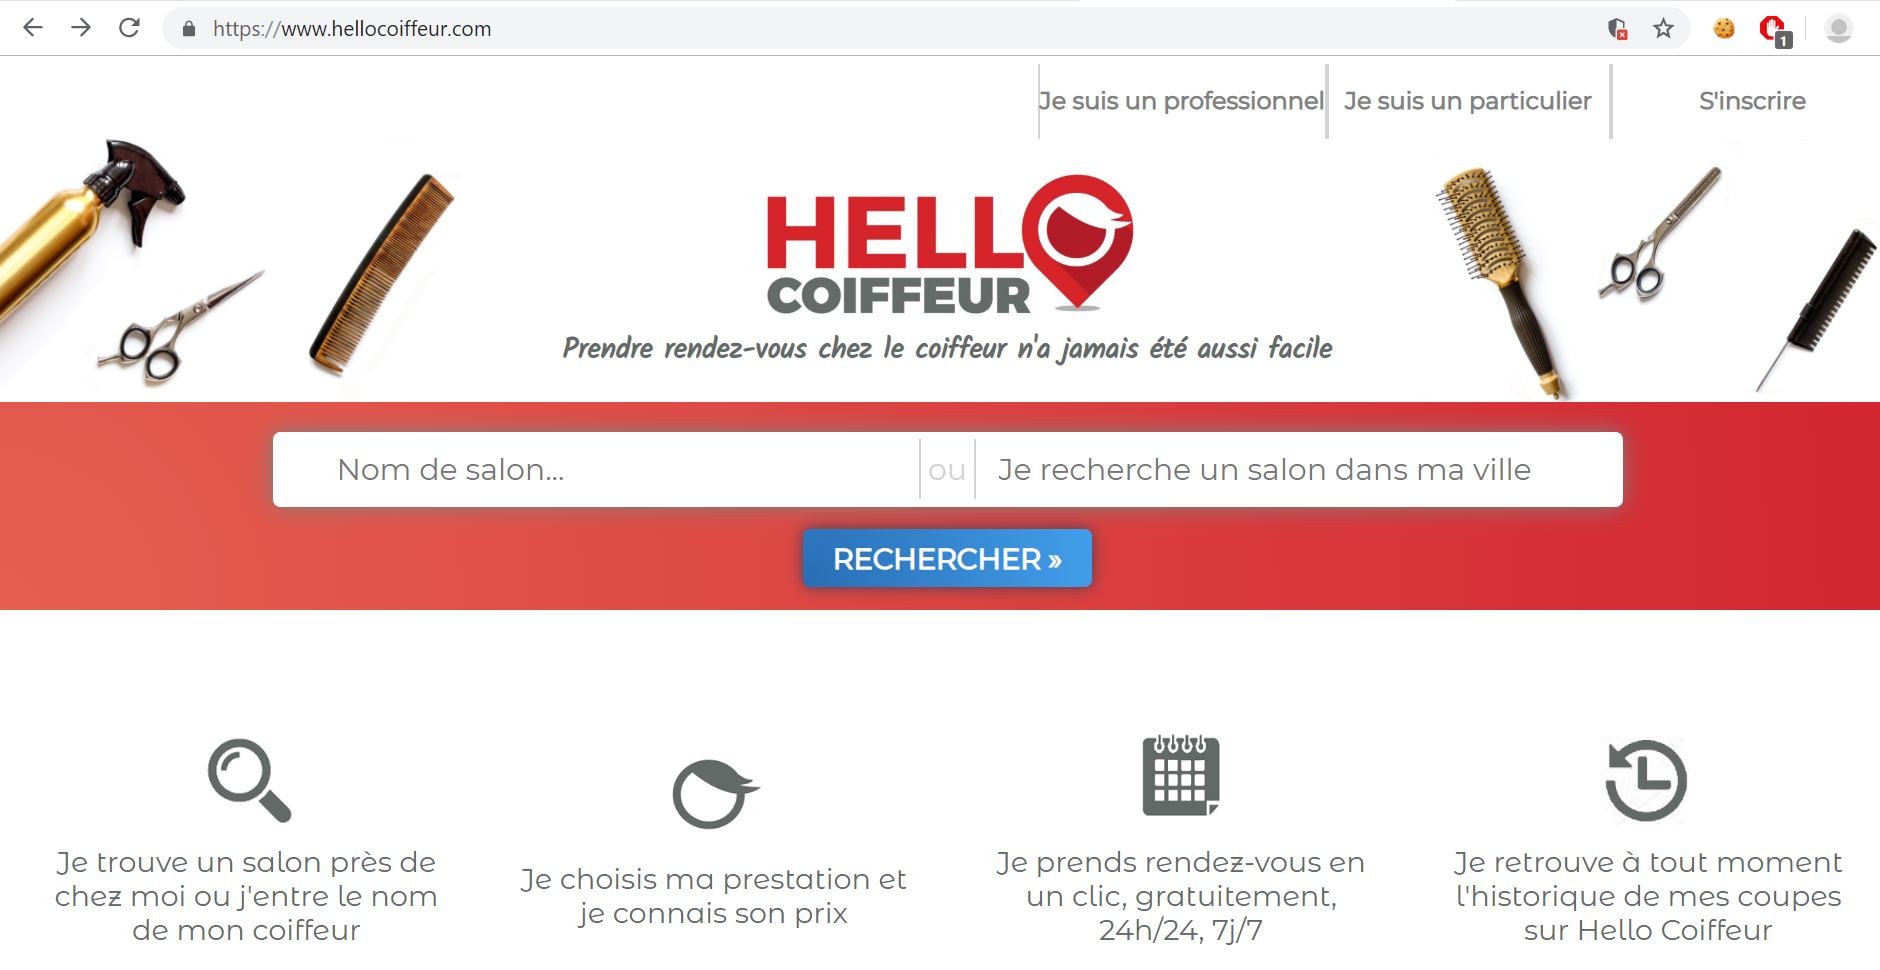 https://www.hellocoiffeur.com
1
Je suis un professionnel
Je suis un particulier
S'inscrire
HELLO
COIFFEUR
Prendre rendez-vous chez le coiffeur n'a jamais été aussi facile
Nom de salon...
ou
Je recherche un salon dans ma ville
RECHERCHER »
Je trouve un salon près de
chez moi ou j'entre le nom
de mon coiffeur
Je choisis ma prestation et
je connais son prix
Je prends rendez-vous en
un clic, gratuitement,
24h/24, 7j/7
Je retrouve à tout moment
l'historique de mes coupes
sur Hello Coiffeur